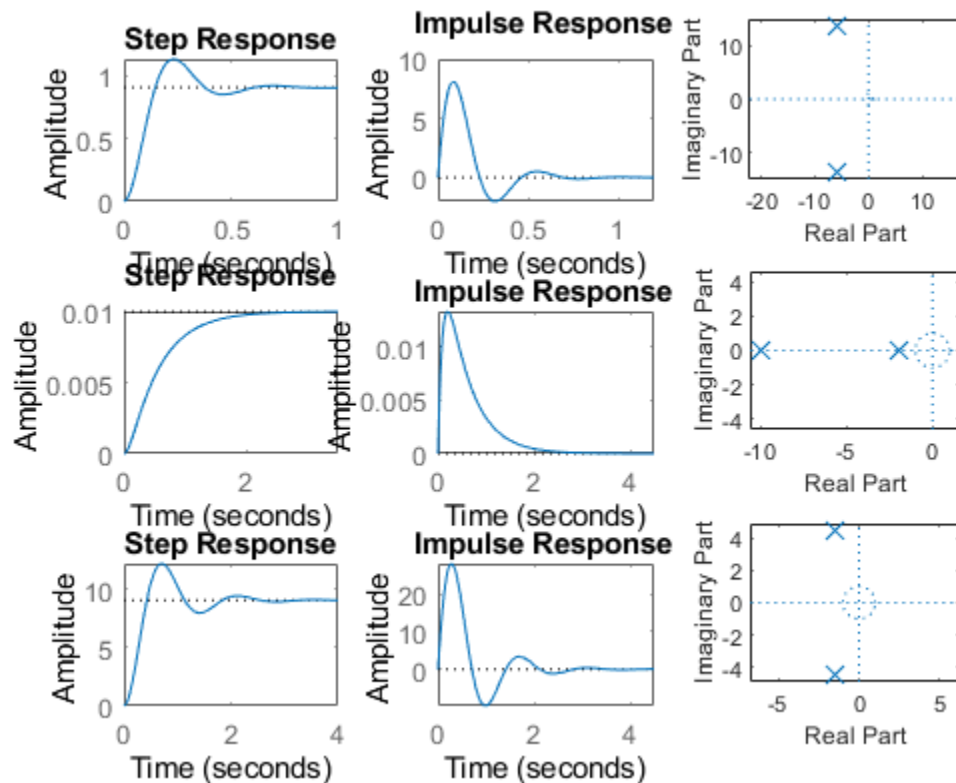 Step Response
Amplitude
1
0.5
0
0 0.5 1
Time (seconds)
Impulse Response
Amplitude
10
5
0
0 0.5 1
Time (seconds)
Imaginary Part
10
0
-10
-20 -10 0 10
Real Part
Step Response
Amplitude
0.01
0.005
0
0 2
Time (seconds)
Impulse Response
Amplitude
0.01
0.005
0
0 2 4
Time (seconds)
Imaginary Part
4
2
0
-2
-4
-10 -5 0
Real Part
Step Response
Amplitude
10
5
0
0 2 4
Time (seconds)
Impulse Response
Amplitude
20
10
0
0 2 4
Time (seconds)
Imaginary Part
4
2
0
-2
-4
-5 0 5
Real Part